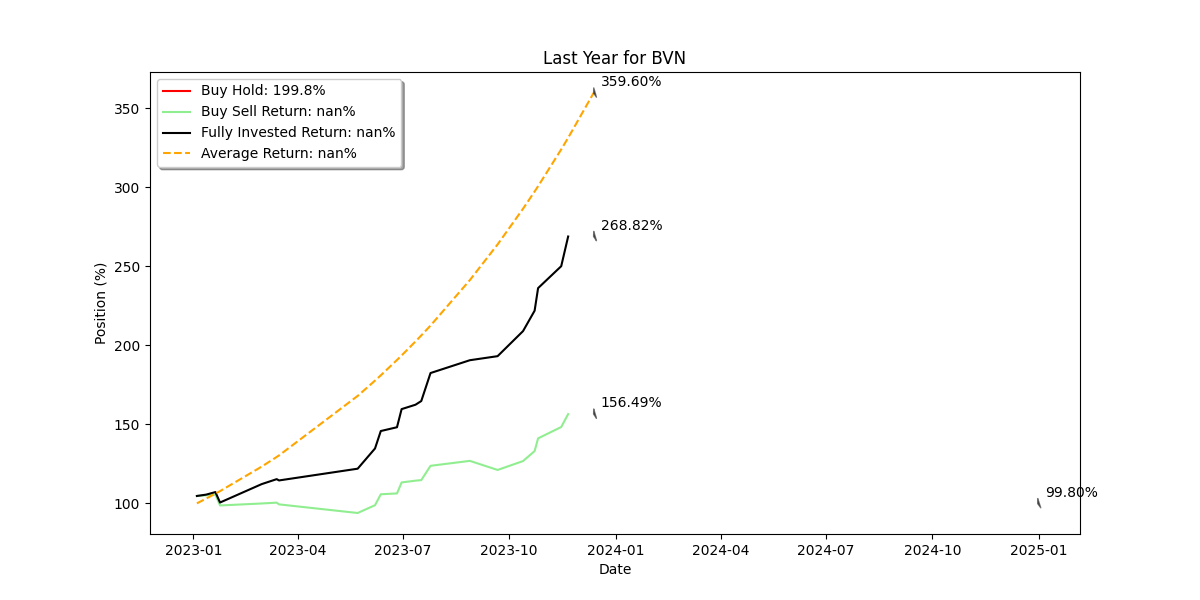 Last Year for BVN
Buy Hold: 199.8%
Buy Sell Return: nan%
Fully Invested Return: nan%
Average Return: nan%
359.60%
268.82%
156.49%
99.80%
Position (%)
350
300
250
200
150
100
2023-01 2023-04 2023-07 2023-10 2024-01 2024-04 2024-07 2024-10 2025-01
Date